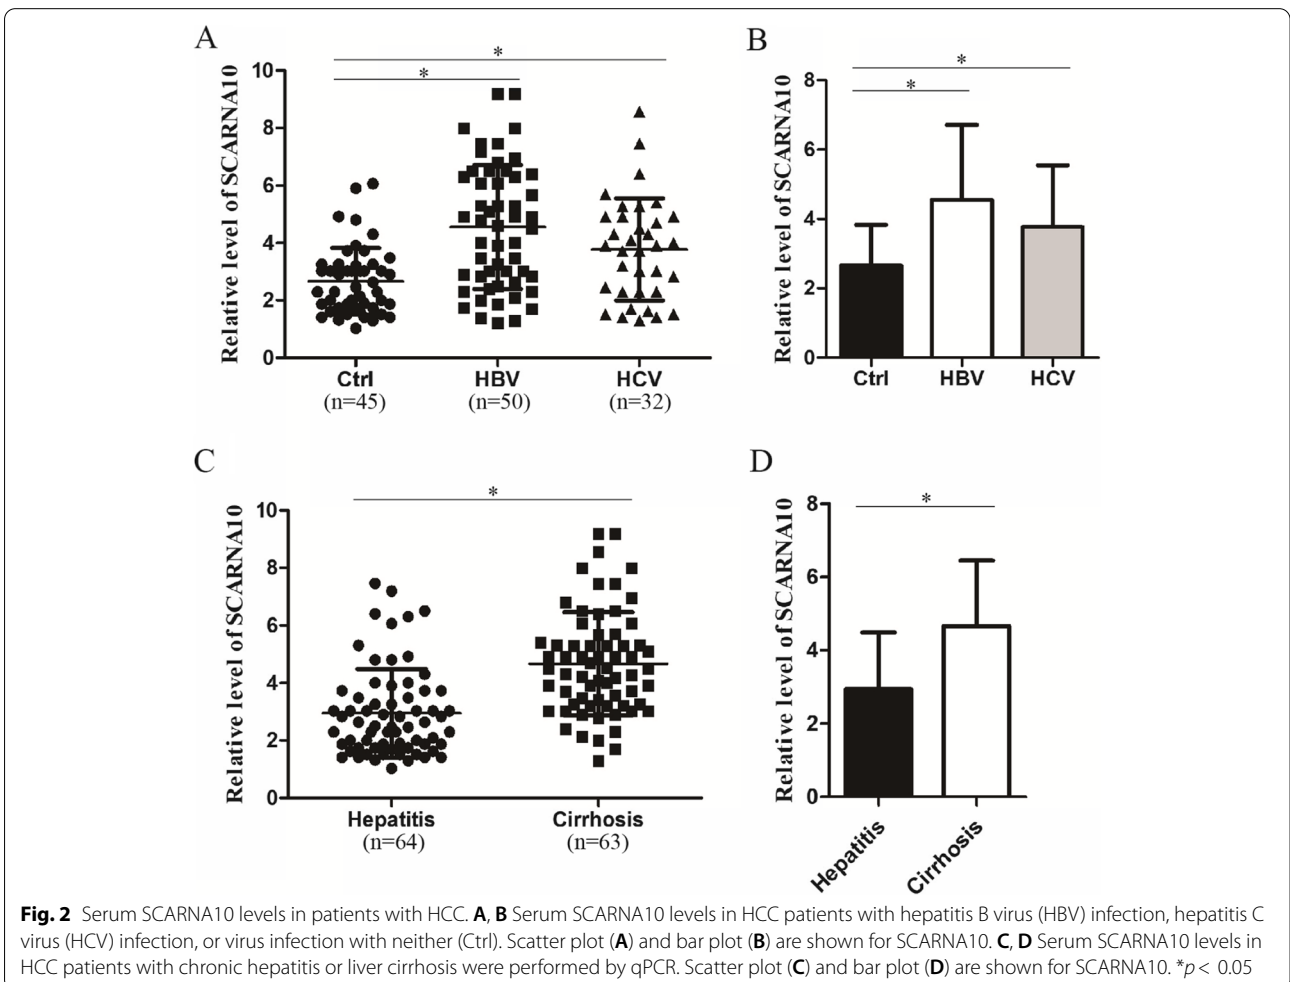 A
*
*
Relative level of SCARNA10
10
8
6
4
2
0
Ctrl
HBV
HCV
(n=45)
(n=50)
(n=32)
B
*
*
Relative level of SCARNA10
8
6
4
2
0
Ctrl
HBV
HCV
C
*
Relative level of SCARNA10
10
8
6
4
2
0
Hepatitis
Cirrhosis
(n=64)
(n=63)
D
*
Relative level of SCARNA10
8
6
4
2
0
Hepatitis
Cirrhosis
Fig. 2 Serum SCARNA10 levels in patients with HCC. A, B Serum SCARNA10 levels in HCC patients with hepatitis B virus (HBV) infection, hepatitis C
virus (HCV) infection, or virus infection with neither (Ctrl). Scatter plot (A) and bar plot (B) are shown for SCARNA10. C, D Serum SCARNA10 levels in
HCC patients with chronic hepatitis or liver cirrhosis were performed by qPCR. Scatter plot (C) and bar plot (D) are shown for SCARNA10. *p < 0.05